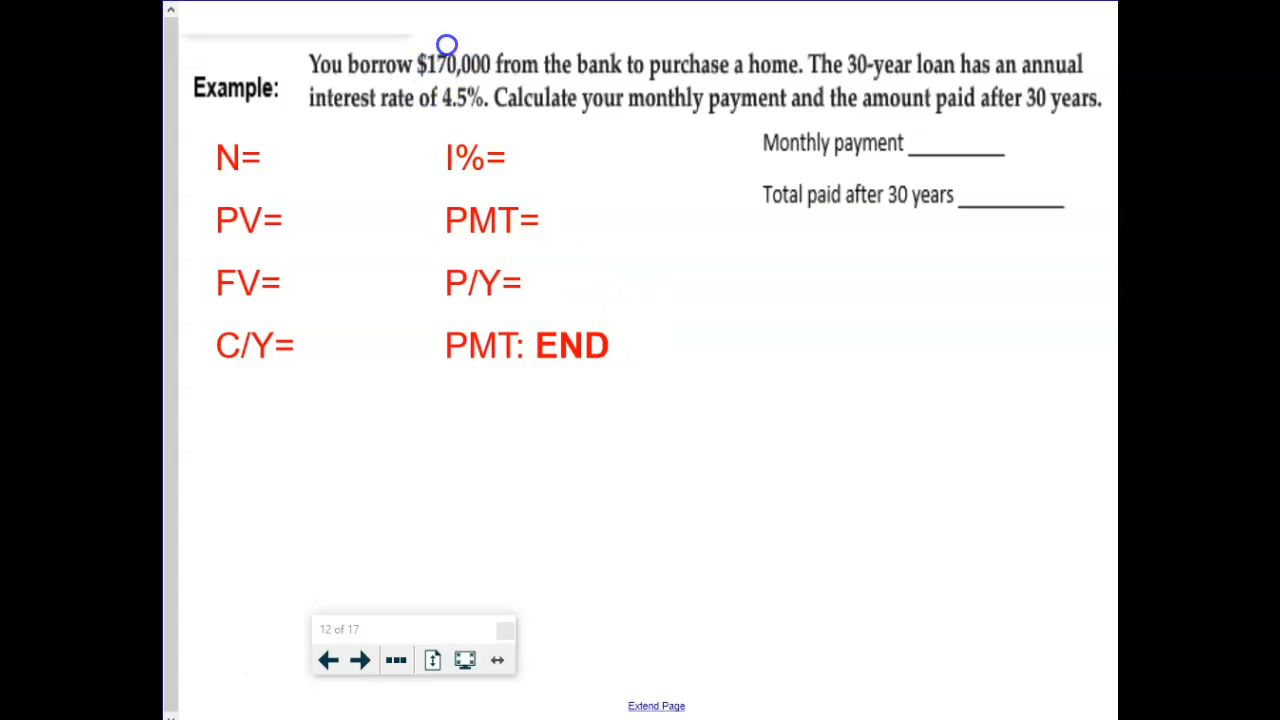 You borrow $170,000 from the bank to purchase a home. The 30-year loan has an annual
Example:
interest rate of 4.5%. Calculate your monthly payment and the amount paid after 30 years.
Monthly payment __________
N= I%=
Total paid after 30 years ___________
PV= PMT=
FV= P/Y=
C/Y= PMT: END
12 of 17
Extend Page